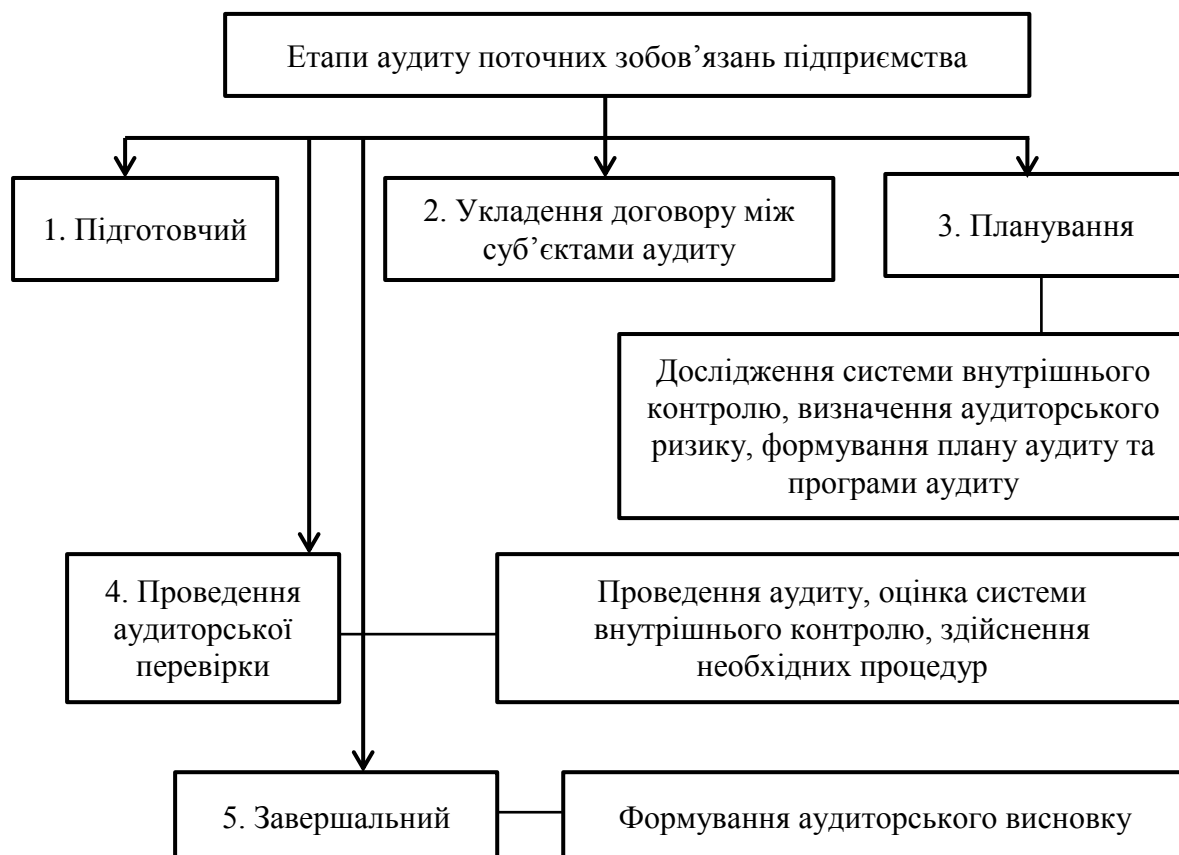 Етапи аудиту поточних зобов’язань підприємства
1. Підготовчий
2. Укладення договору між
суб’єктами аудиту
3. Планування
Дослідження системи внутрішнього
контролю, визначення аудиторського
ризику, формування плану аудиту та
програми аудиту
4. Проведення
аудиторської
перевірки
Проведення аудиту, оцінка системи
внутрішнього контролю, здійснення
необхідних процедур
5. Завершальний
Формування аудиторського висновку